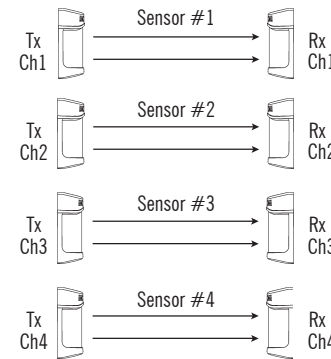 Sensor #1
Tx
Ch1
Rx
Ch1
Sensor #2
Tx
Ch2
Rx
Ch2
Sensor #3
Tx
Ch3
Rx
Ch3
Sensor #4
Tx
Ch4
Rx
Ch4